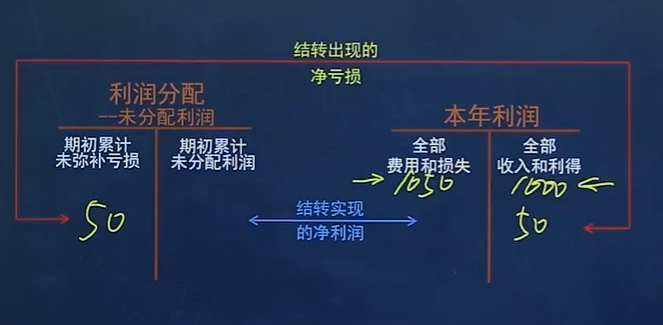 结转出现的
净亏损
利润分配
--未分配利润
期初累计
未弥补亏损
期初累计
未分配利润
50
结转实现
的净利润
本年利润
全部
费用和损失
1050
全部
收入和利得
1000
50